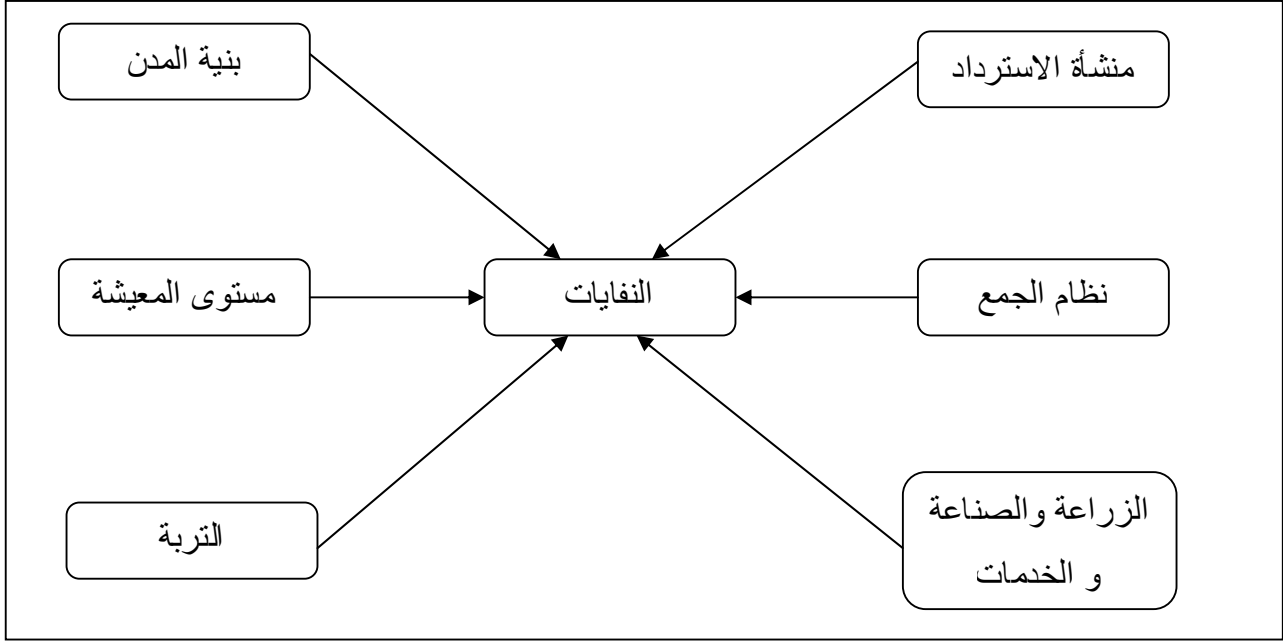 منشأة الاسترداد
بنية المدن
نظام الجمع
النفايات
مستوى المعيشة
الزراعة والصناعة
و الخدمات
التربة